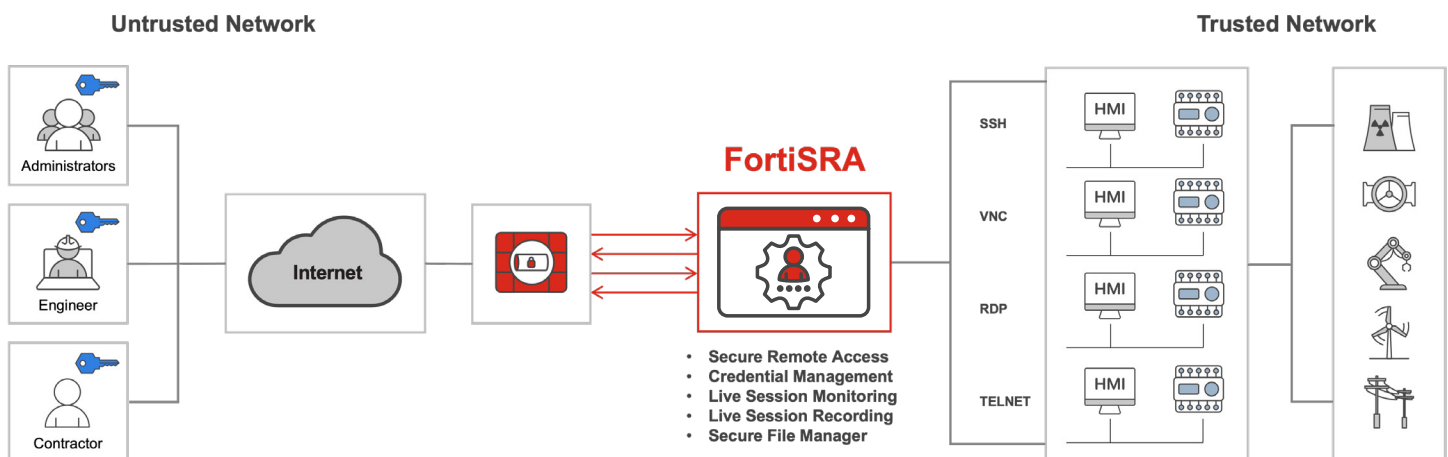 Untrusted Network
Trusted Network
Administrators
Engineer
Contractor
Internet
FortiSRA
• Secure Remote Access
• Credential Management
• Live Session Monitoring
• Live Session Recording
• Secure File Manager
SSH
HMI
VNC
HMI
RDP
HMI
TELNET
HMI